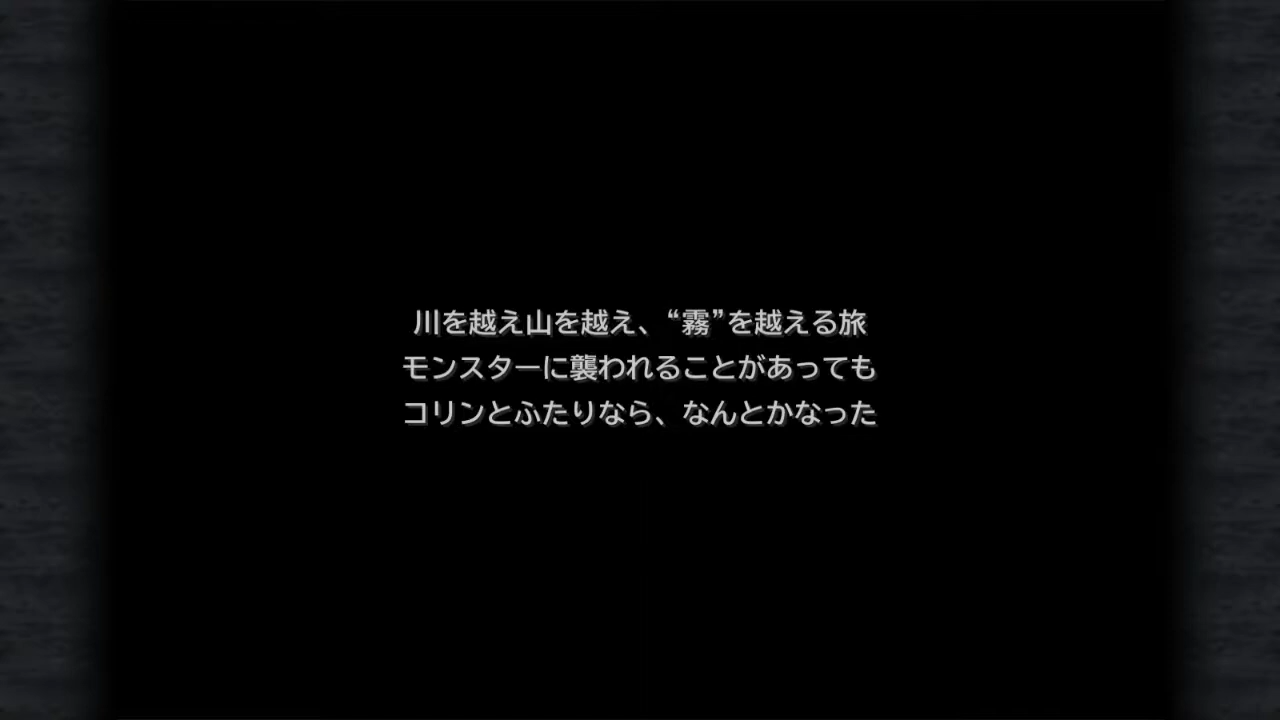 川を越え山を越え、“霧”を越える旅
モンスターに襲われることがあっても
コリンとふたりなら、なんとかなった